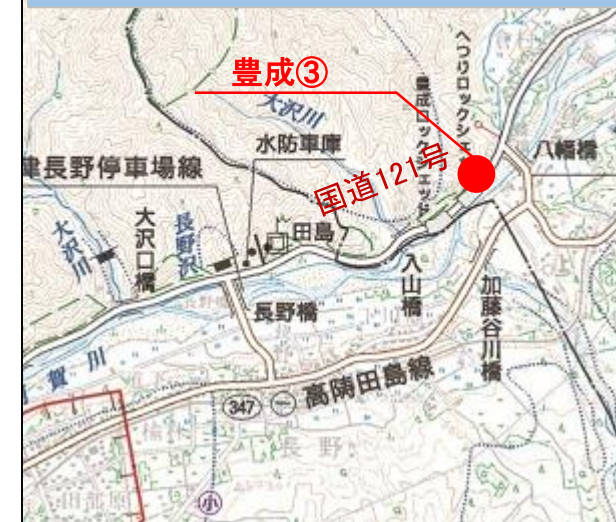 豊成③
へつりロックシェッド
豊成ロックシェッド
大沢川
水防車庫
八幡橋
国道121号
津長野停車場線
大沢川
大沢口橋
長野沢
田島
入山橋
加藤谷川橋
長野橋
賀川
347
高陦田島線
長野
小